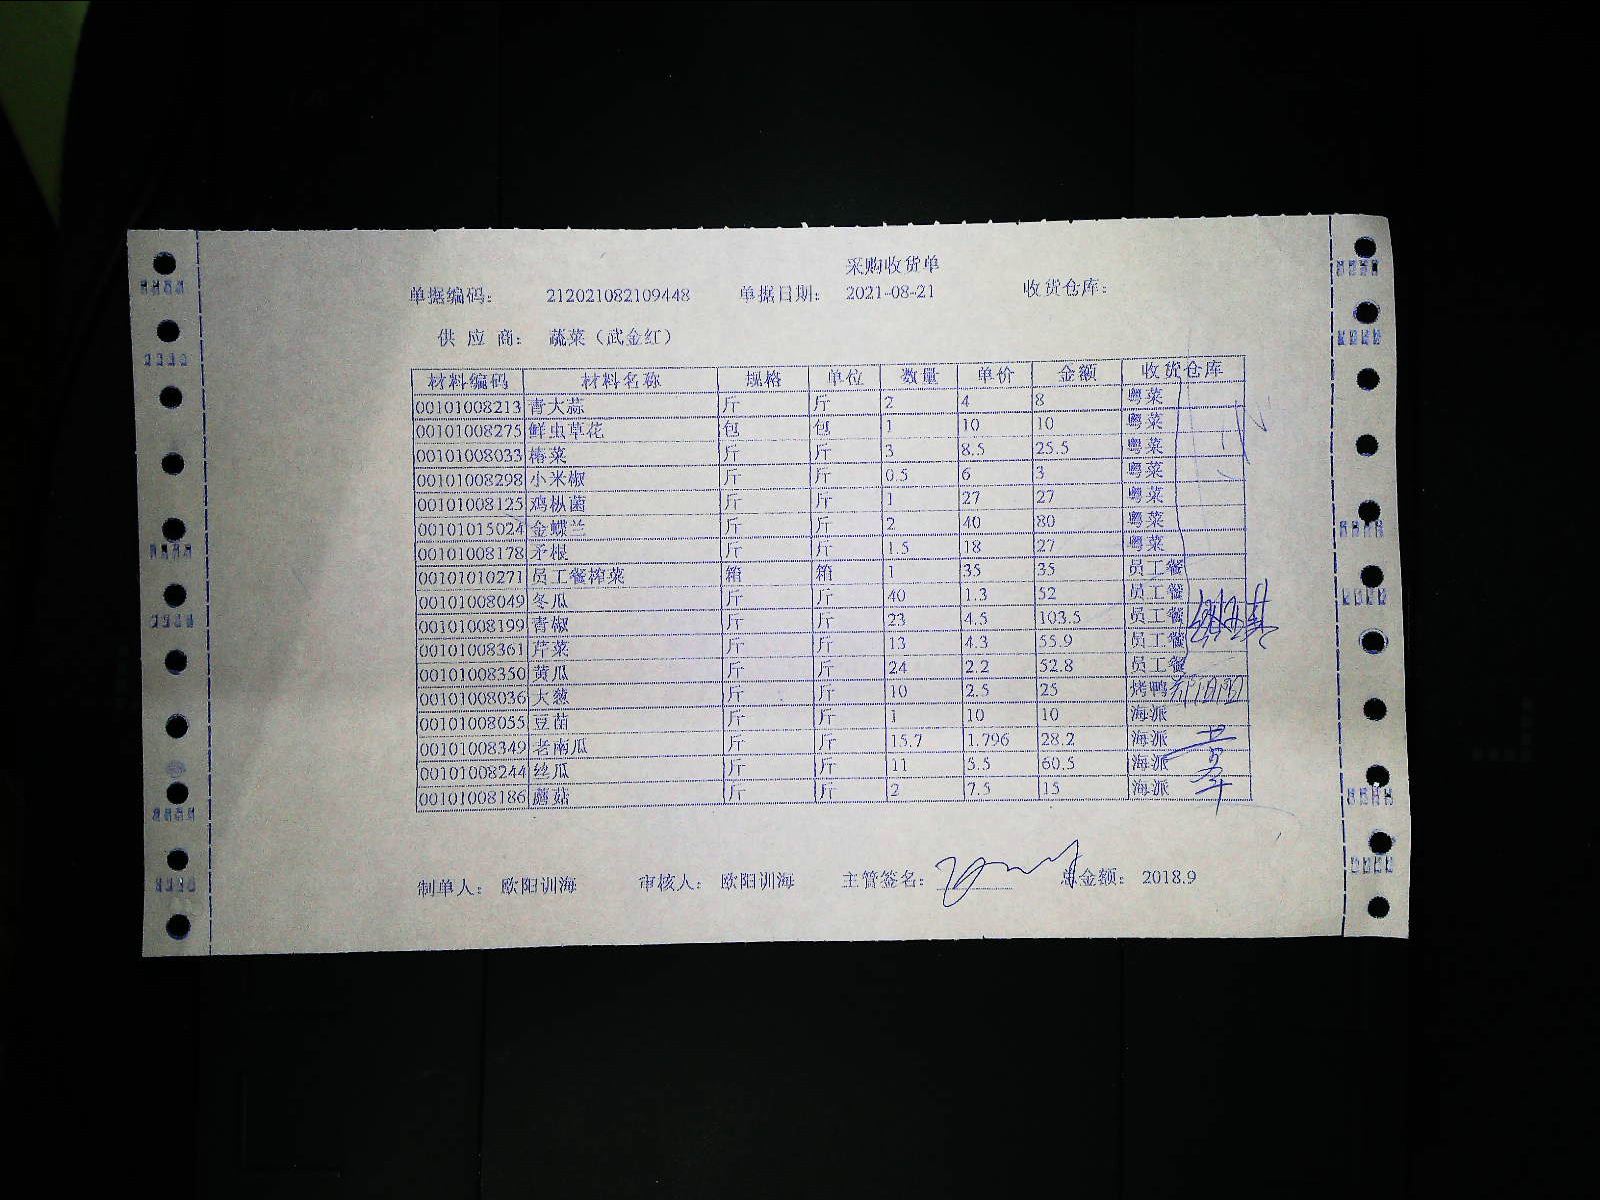 采购收货单
单据编码: 212021082109448 单据日期: 2021-08-21 收货仓库:
供 应 商: 蔬菜（武金红）
材料编码 材料名称 规格 单位 数量 单价 金额 收货仓库
00101008213 青大蒜 斤 斤 2 4 8 粤菜
00101008275 鲜虫草花 包 包 1 10 10 粤菜
00101008033 椿菜 斤 斤 3 8.5 25.5 粤菜
00101008298 小米椒 斤 斤 0.5 6 3 粤菜
00101008125 鸡枞菌 斤 斤 1 27 27 粤菜
00101015024 金蝶兰 斤 斤 2 40 80 粤菜
00101008178 矛根 斤 斤 1.5 18 27 粤菜
00101010271 员工餐榨菜 箱 箱 1 35 35 员工餐
00101008049 冬瓜 斤 斤 40 1.3 52 员工餐
00101008199 青椒 斤 斤 23 4.5 103.5 员工餐
00101008361 芹菜 斤 斤 13 4.3 55.9 员工餐
00101008350 黄瓜 斤 斤 24 2.2 52.8 员工餐
00101008036 大葱 斤 斤 10 2.5 25 烤鸭
00101008055 豆苗 斤 斤 1 10 10 海派
00101008349 老南瓜 斤 斤 15.7 1.796 28.2 海派
00101008244 丝瓜 斤 斤 11 5.5 60.5 海派
00101008186 蘑菇 斤 斤 2 7.5 15 海派
制单人: 欧阳训海 审核人: 欧阳训海 主管签名: 总金额: 2018.9